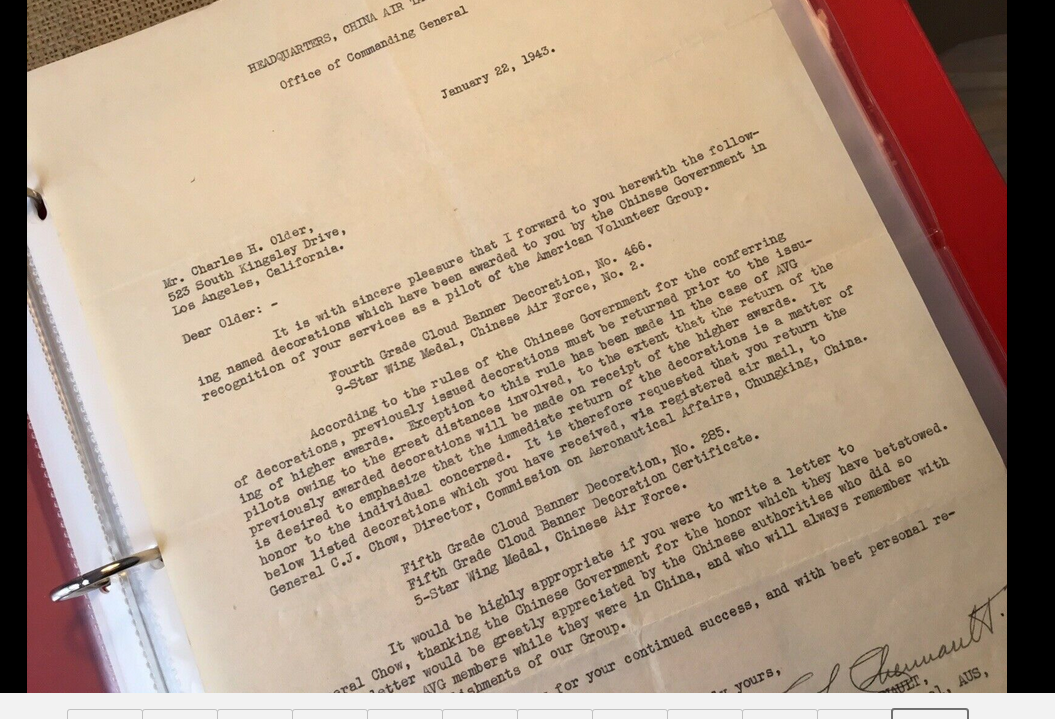 HEADQUARTERS, CHINA AIR
Office of Commanding General
January 22, 1943.
Mr. Charles H. Older,
523 South Kingsley Drive,
Los Angeles, California.
Dear Older: -
It is with sincere pleasure that I forward to you herewith the follow-
ing named decorations which have been awarded to you by the Chinese Government in
recognition of your services as a pilot of the American Volunteer Group.
Fourth Grade Cloud Banner Decoration, No. 466.
9-Star Wing Medal, Chinese Air Force, No. 2.
According to the rules of the Chinese Government for the conferring
of decorations, previously issued decorations must be returned prior to the issu-
ing of higher awards. Exception to this rule has been made in the case of AVG
pilots owing to the great distances involved, to the extent that the return of the
previously awarded decorations will be made on receipt of the higher awards. It
is desired to emphasize that the immediate return of the decorations is a matter of
honor to the individual concerned. It is therefore requested that you return the
below listed decorations which you have received, via registered air mail, to
General C.J. Chow, Director, Commission on Aeronautical Affairs, Chungking, China.
Fifth Grade Cloud Banner Decoration, No. 285.
Fifth Grade Cloud Banner Decoration Certificate.
5-Star Wing Medal, Chinese Air Force.
It would be highly appropriate if you were to write a letter to
eral Chow, thanking the Chinese Government for the honor which they have betstowed.
letter would be greatly appreciated by the Chinese authorities who did so
AVG members while they were in China, and who will always remember with
lishments of our Group.
for your continued success, and with best personal re-
ly yours,
Chennault
AULT,
AUS,